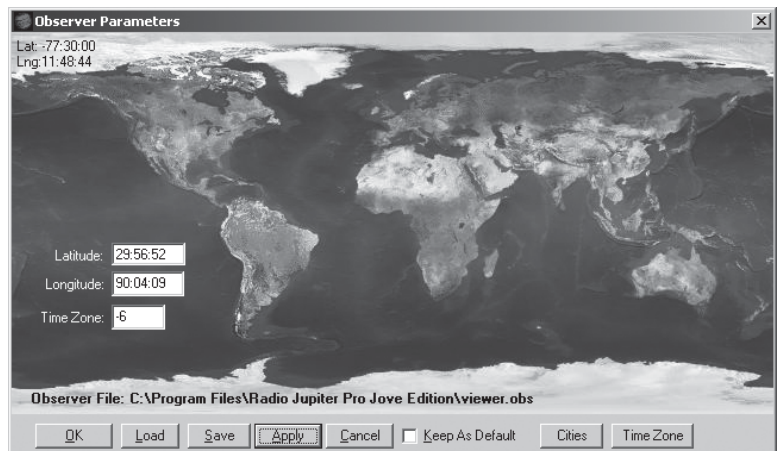 Observer Parameters
Lat: -77:30:00
Lng:11:48:44
Latitude: 29:56:52
Longitude: 90:04:09
Time Zone: -6
Observer File: C:\Program Files\Radio Jupiter Pro Jove Edition\viewer.obs
OK Load Save Apply Cancel Keep As Default Cities Time Zone